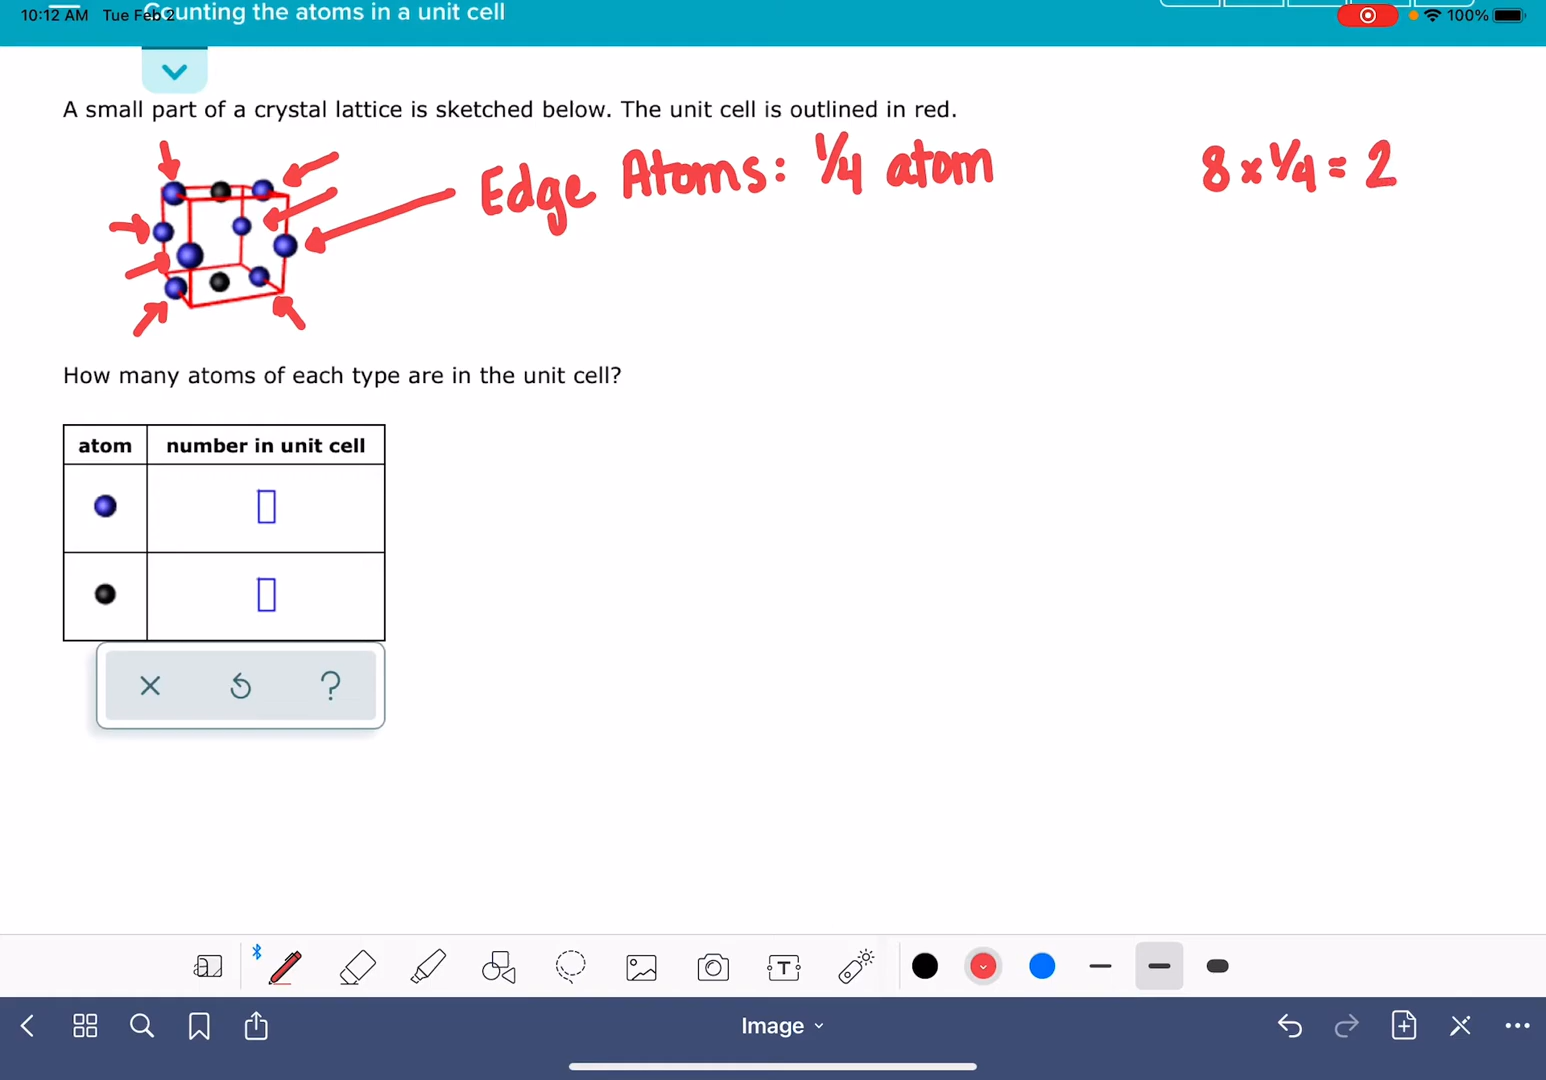 Counting the atoms in a unit cell
10:12 AM Tue Feb 2
100%
A small part of a crystal lattice is sketched below. The unit cell is outlined in red.
Edge Atoms: 1/4 atom
8 x 1/4 = 2
How many atoms of each type are in the unit cell?
atom number in unit cell
?
T
Image